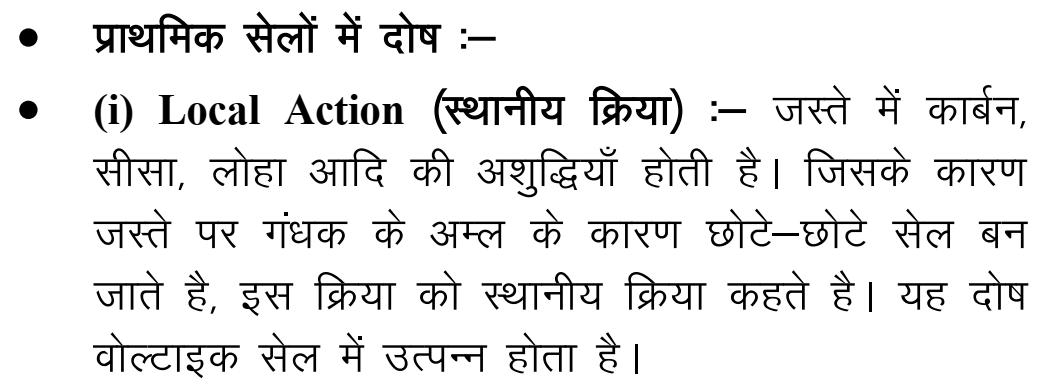 • प्राथमिक सेलों में दोष :–
• (i) Local Action (स्थानीय क्रिया) :– जस्ते में कार्बन,
सीसा, लोहा आदि की अशुद्धियाँ होती है। जिसके कारण
जस्ते पर गंधक के अम्ल के कारण छोटे–छोटे सेल बन
जाते है, इस क्रिया को स्थानीय क्रिया कहते है। यह दोष
वोल्टाइक सेल में उत्पन्न होता है।